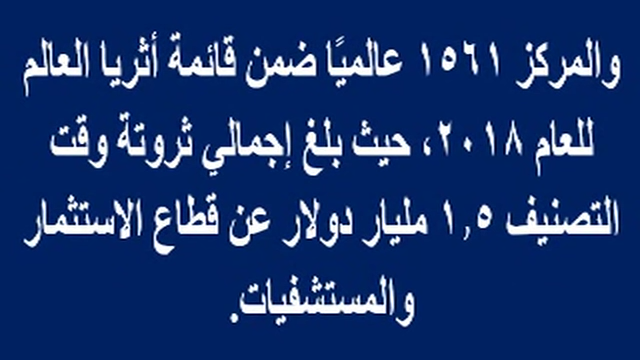 والمركز ١٥٦١ عالميًا ضمن قائمة أثريا العالم
للعام ٢٠١٨، حيث بلغ إجمالي ثروتة وقت
التصنيف ١,٥ مليار دولار عن قطاع الاستثمار
والمستشفيات.